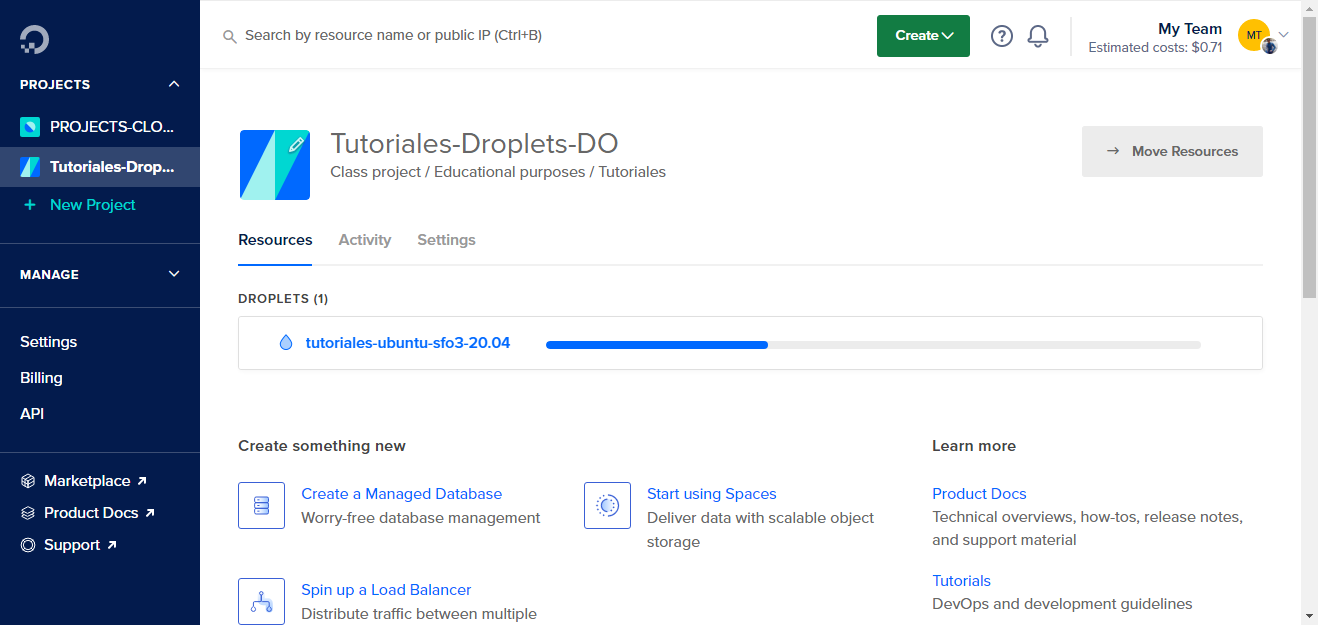 PROJECTS
PROJECTS-CLO...
Tutoriales-Drop...
+ New Project
MANAGE
Settings
Billing
API
Marketplace
Product Docs
Support
Search by resource name or public IP (Ctrl+B)
Create
?
My Team
Estimated costs: $0.71
MT
Tutoriales-Droplets-DO
Class project / Educational purposes / Tutoriales
→ Move Resources
Resources Activity Settings
DROPLETS (1)
tutoriales-ubuntu-sfo3-20.04
Create something new
Create a Managed Database
Worry-free database management
Start using Spaces
Deliver data with scalable object
storage
Spin up a Load Balancer
Distribute traffic between multiple
Learn more
Product Docs
Technical overviews, how-tos, release notes,
and support material
Tutorials
DevOps and development guidelines